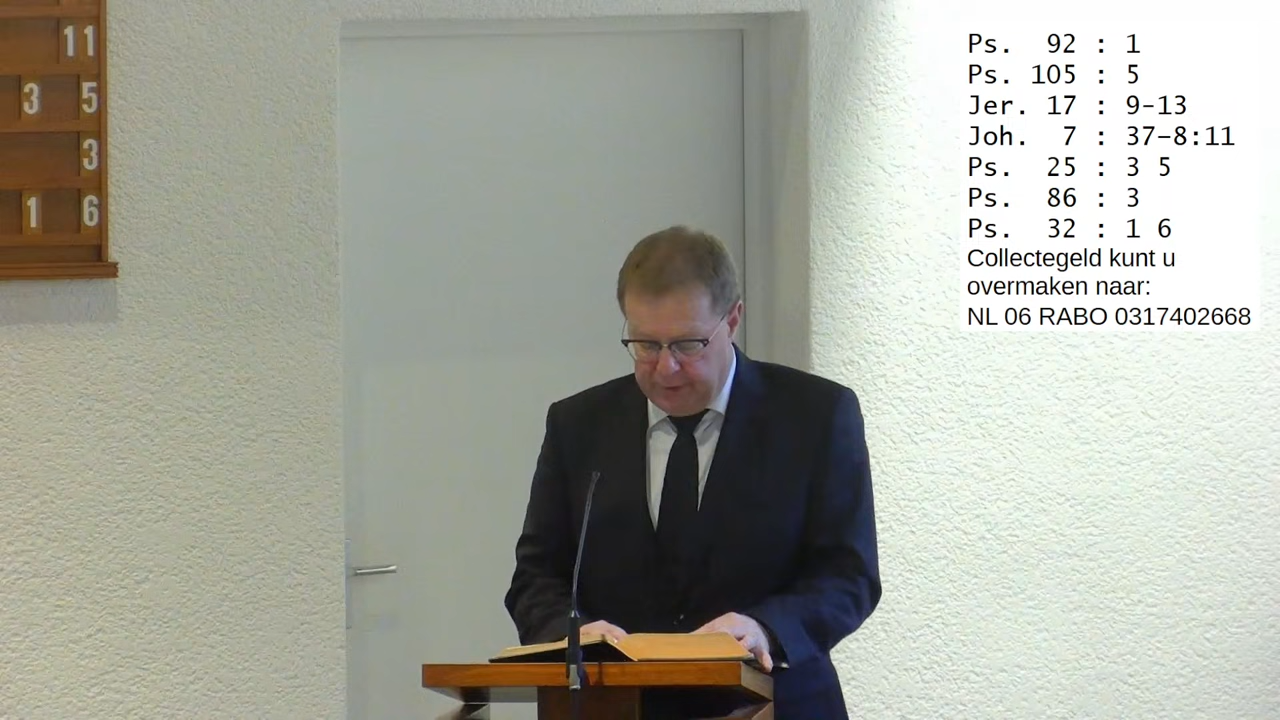 11
3 5
3
1 6
Ps. 92 : 1
Ps. 105 : 5
Jer. 17 : 9-13
Joh. 7 : 37-8:11
Ps. 25 : 3 5
Ps. 86 : 3
Ps. 32 : 1 6
Collectegeld kunt u
overmaken naar:
NL 06 RABO 0317402668